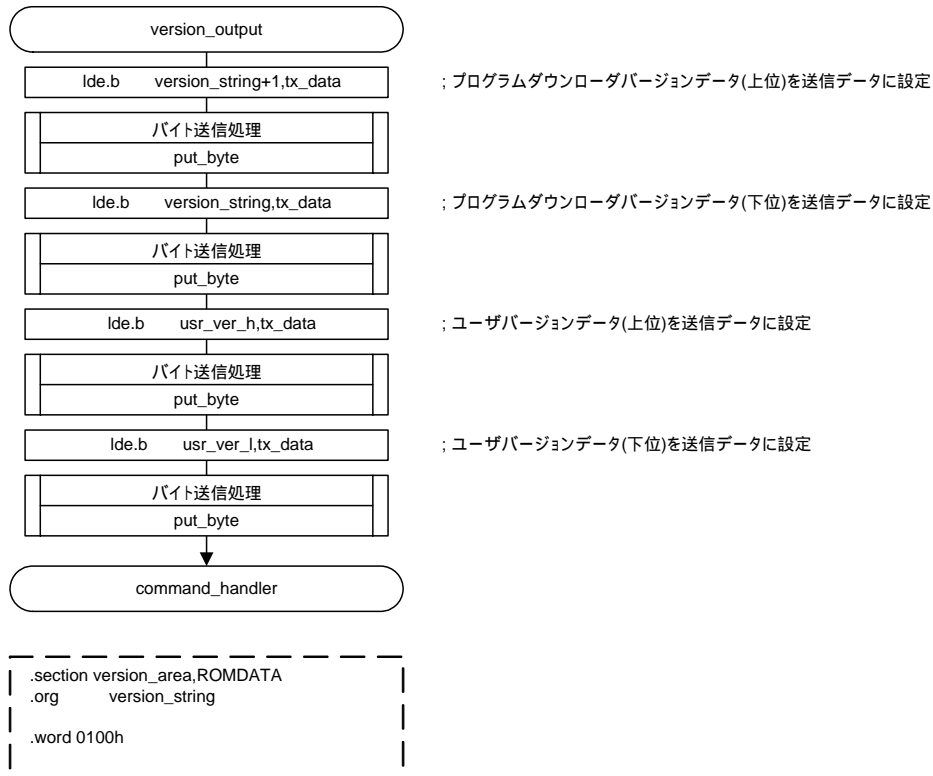 version_output
lde.b version_string+1,tx_data ; プログラムダウンローダバージョンデータ(上位)を送信データに設定
バイト送信処理
put_byte
lde.b version_string,tx_data ; プログラムダウンローダバージョンデータ(下位)を送信データに設定
バイト送信処理
put_byte
lde.b usr_ver_h,tx_data ; ユーザバージョンデータ(上位)を送信データに設定
バイト送信処理
put_byte
lde.b usr_ver_l,tx_data ; ユーザバージョンデータ(下位)を送信データに設定
バイト送信処理
put_byte
command_handler
.section version_area,ROMDATA
.org version_string
.word 0100h